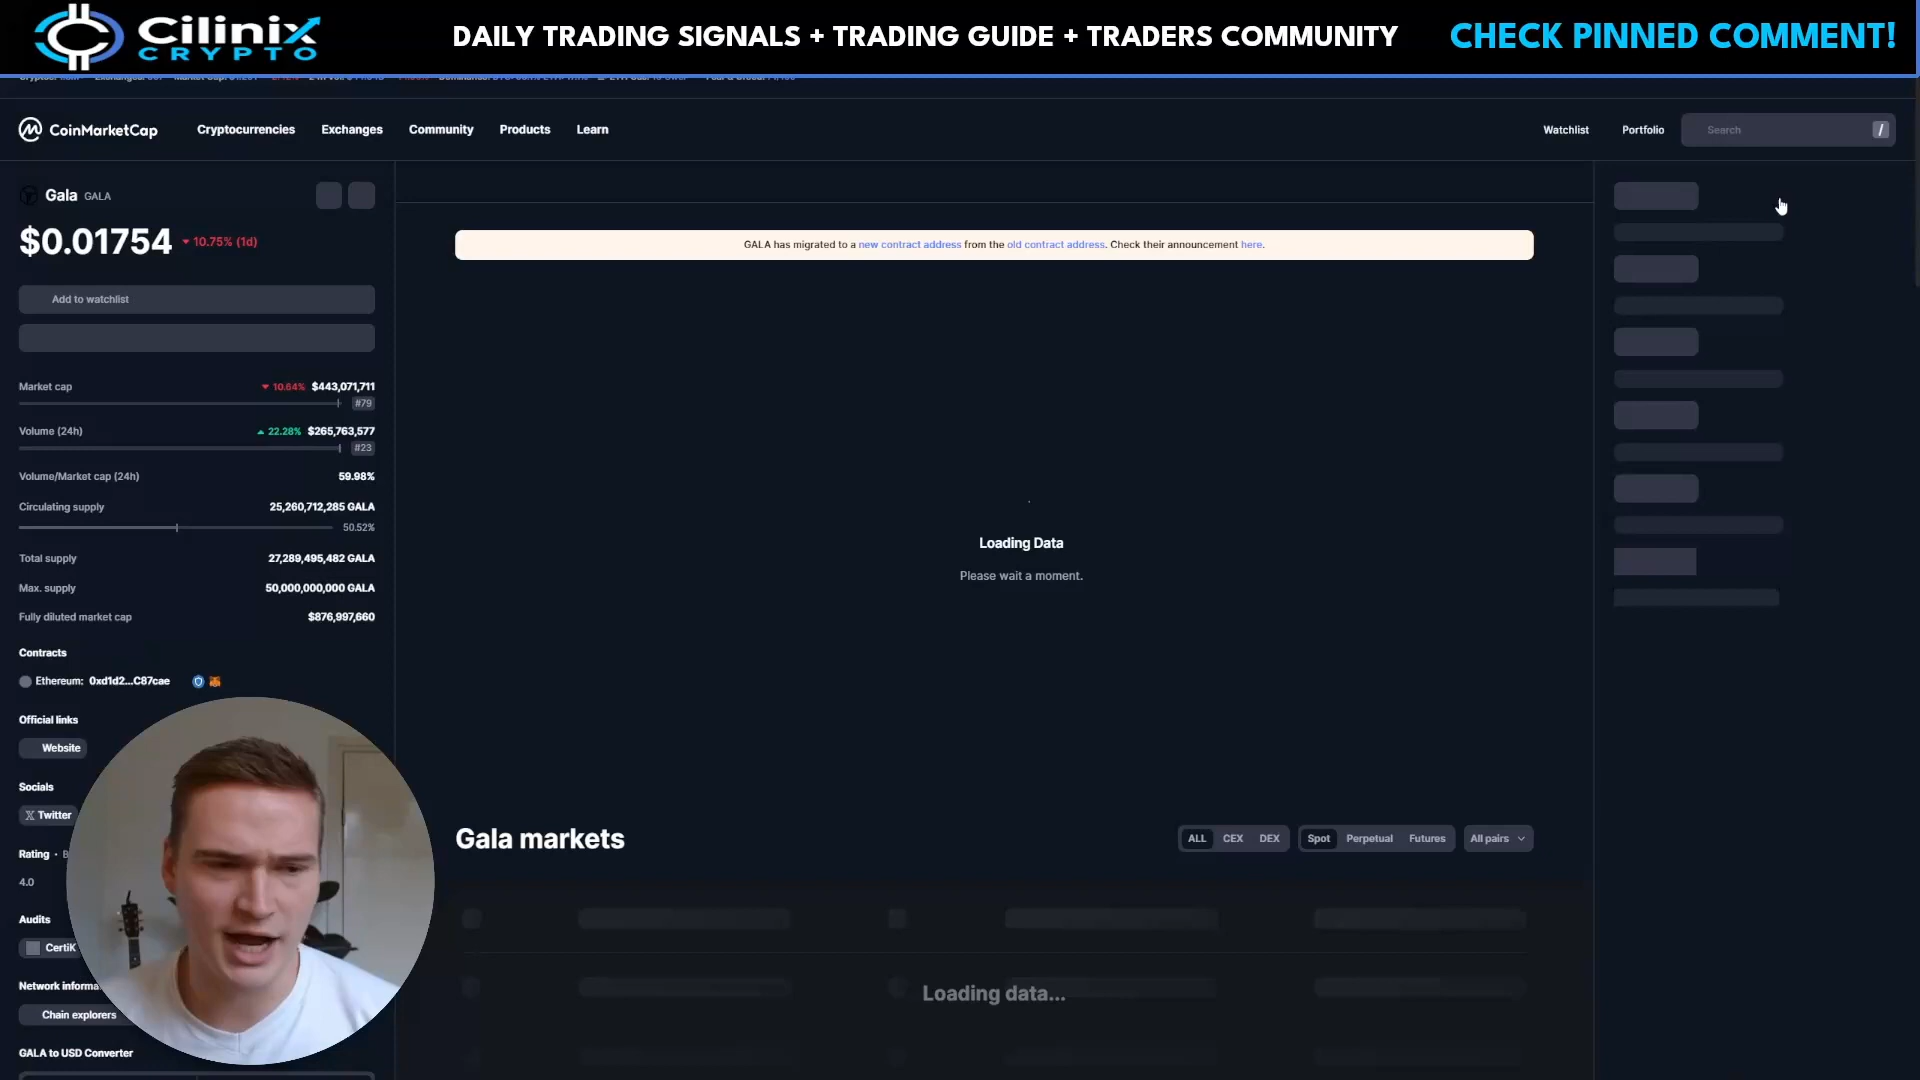 Cilinix
CRYPTO
DAILY TRADING SIGNALS + TRADING GUIDE + TRADERS COMMUNITY
CHECK PINNED COMMENT!
CoinMarketCap
Cryptocurrencies
Exchanges
Community
Products
Learn
Watchlist
Portfolio
Search
/
Gala GALA
$0.01754 10.75% (1d)
GALA has migrated to a new contract address from the old contract address. Check their announcement here.
Add to watchlist
Market cap 10.64% $443,071,711
#79
Volume (24h) 22.28% $265,763,577
#23
Volume/Market cap (24h) 59.98%
Circulating supply 25,260,712,285 GALA
50.52%
Total supply 27,289,495,482 GALA
Max. supply 50,000,000,000 GALA
Fully diluted market cap $876,997,660
Loading Data
Please wait a moment.
Contracts
Ethereum: 0xd1d2...C87cae
Official links
Website
Socials
X Twitter
Rating · B
4.0
Audits
CertiK
Network informa
Chain explorers
GALA to USD Converter
Gala markets
ALL CEX DEX
Spot Perpetual Futures
All pairs
Loading data...